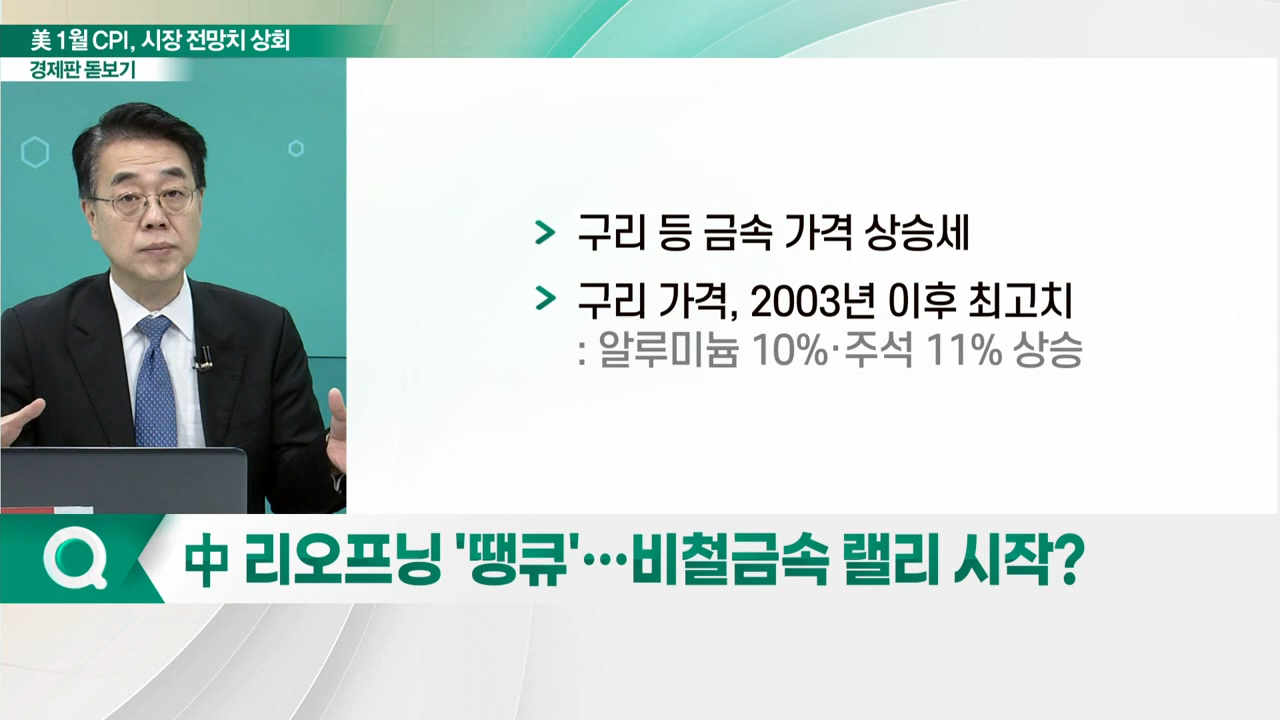 美 1월 CPI, 시장 전망치 상회
경제판 돋보기
> 구리 등 금속 가격 상승세
> 구리 가격, 2003년 이후 최고치
: 알루미늄 10%·주석 11% 상승
中 리오프닝 '땡큐'…비철금속 랠리 시작?